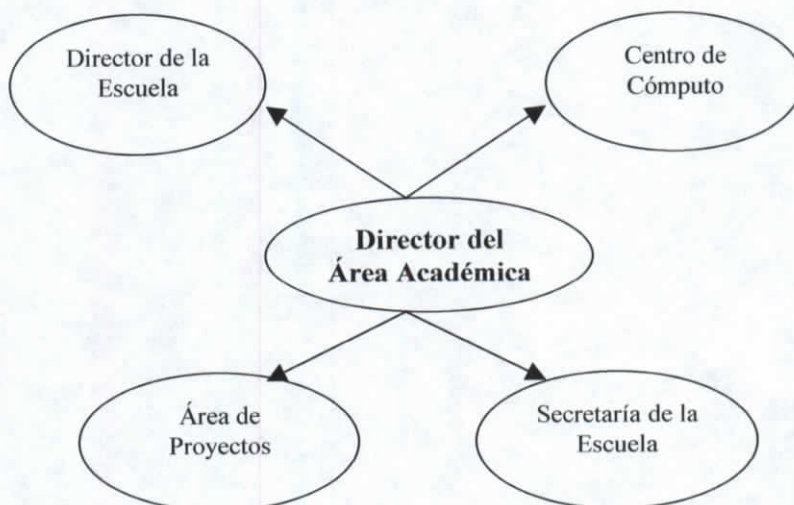 Director de la
Escuela
Centro de
Cómputo
Director del
Área Académica
Área de
Proyectos
Secretaría de la
Escuela